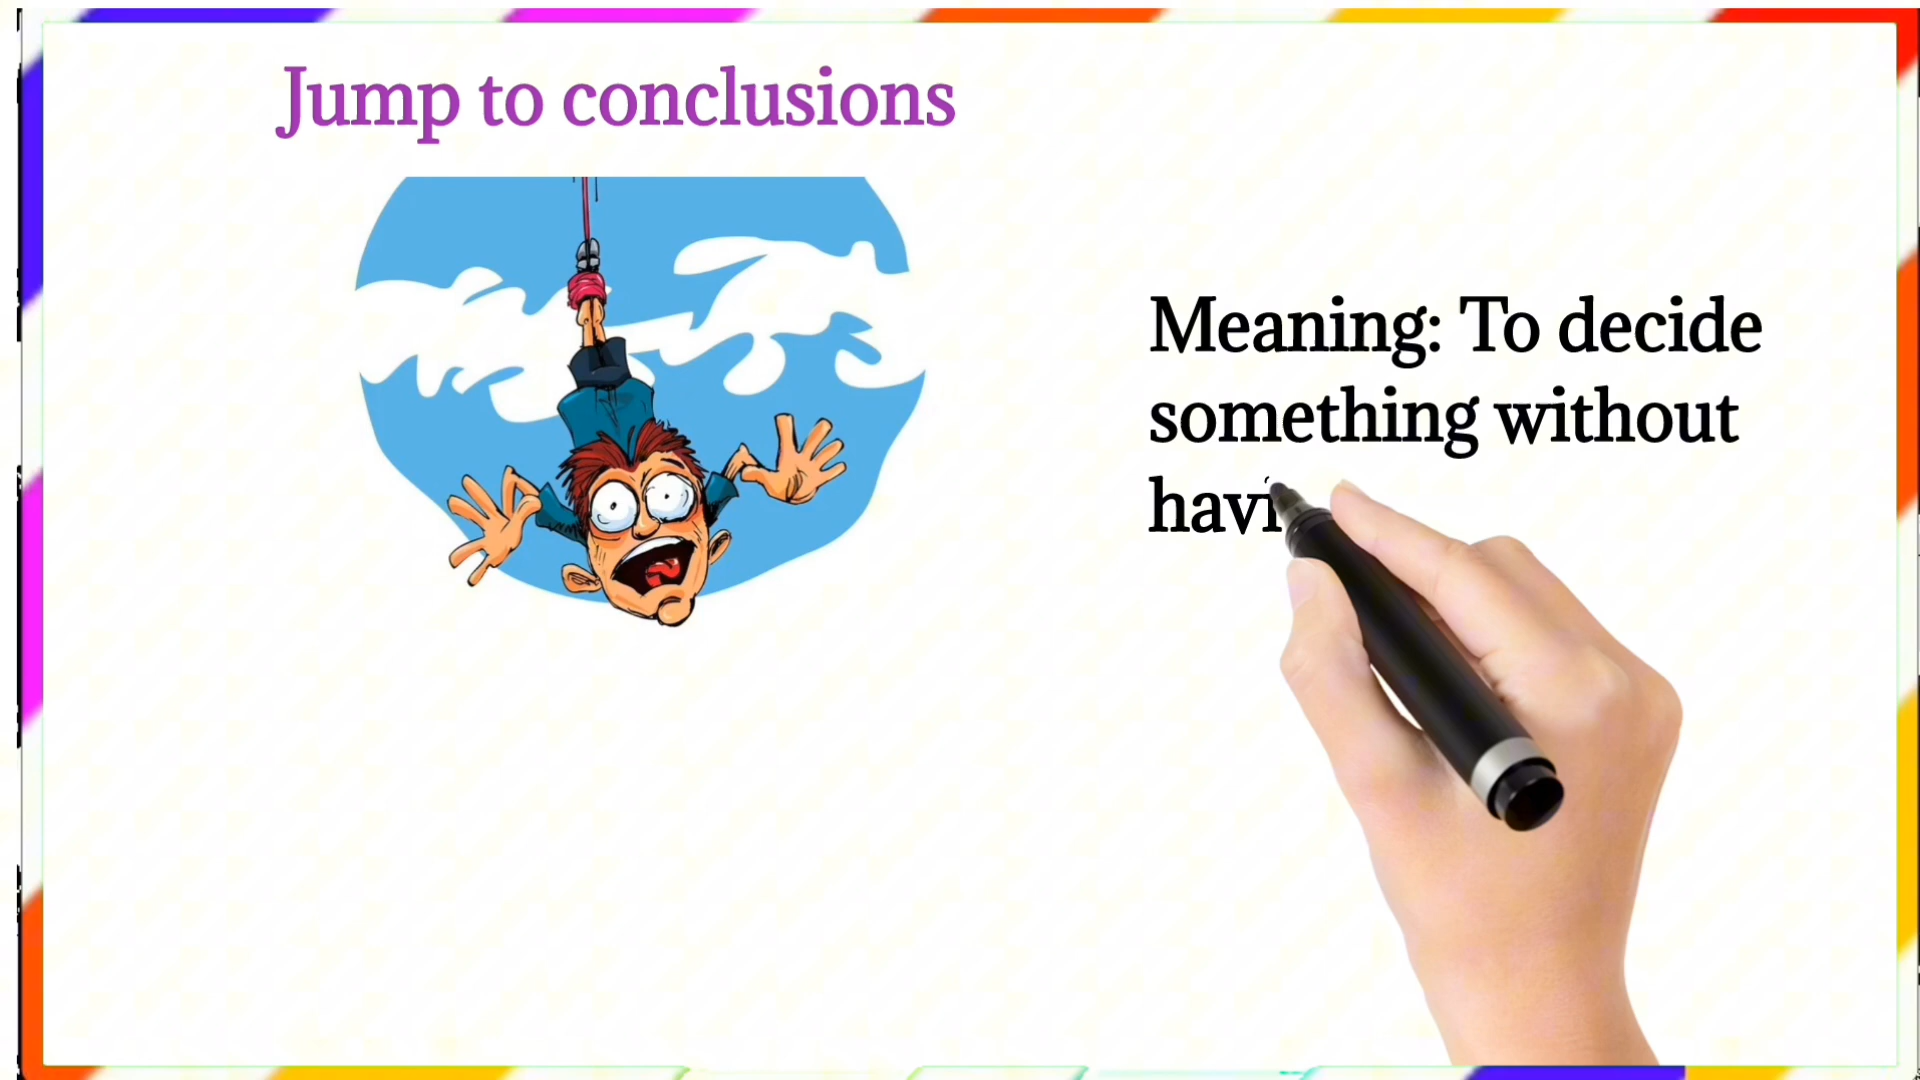 Jump to conclusions
Meaning: To decide
something without
havi